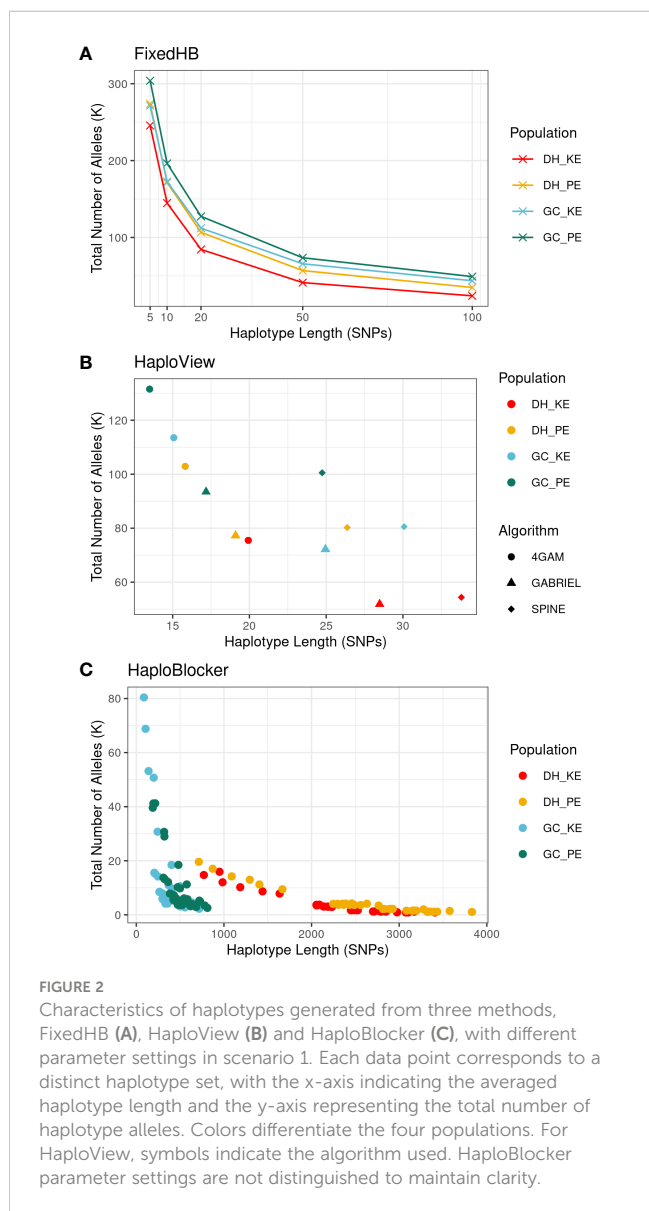 A FixedHB
300
200
100
Total Number of Alleles (K)
5 10 20 50 100
Haplotype Length (SNPs)
Population
DH_KE
DH_PE
GC_KE
GC_PE
B HaploView
120
100
80
60
Total Number of Alleles (K)
15 20 25 30
Haplotype Length (SNPs)
Population
DH_KE
DH_PE
GC_KE
GC_PE
Algorithm
4GAM
GABRIEL
SPINE
C HaploBlocker
80
60
40
20
0
Total Number of Alleles (K)
0 1000 2000 3000 4000
Haplotype Length (SNPs)
Population
DH_KE
DH_PE
GC_KE
GC_PE
FIGURE 2
Characteristics of haplotypes generated from three methods,
FixedHB (A), HaploView (B) and HaploBlocker (C), with different
parameter settings in scenario 1. Each data point corresponds to a
distinct haplotype set, with the x-axis indicating the averaged
haplotype length and the y-axis representing the total number of
haplotype alleles. Colors differentiate the four populations. For
HaploView, symbols indicate the algorithm used. HaploBlocker
parameter settings are not distinguished to maintain clarity.